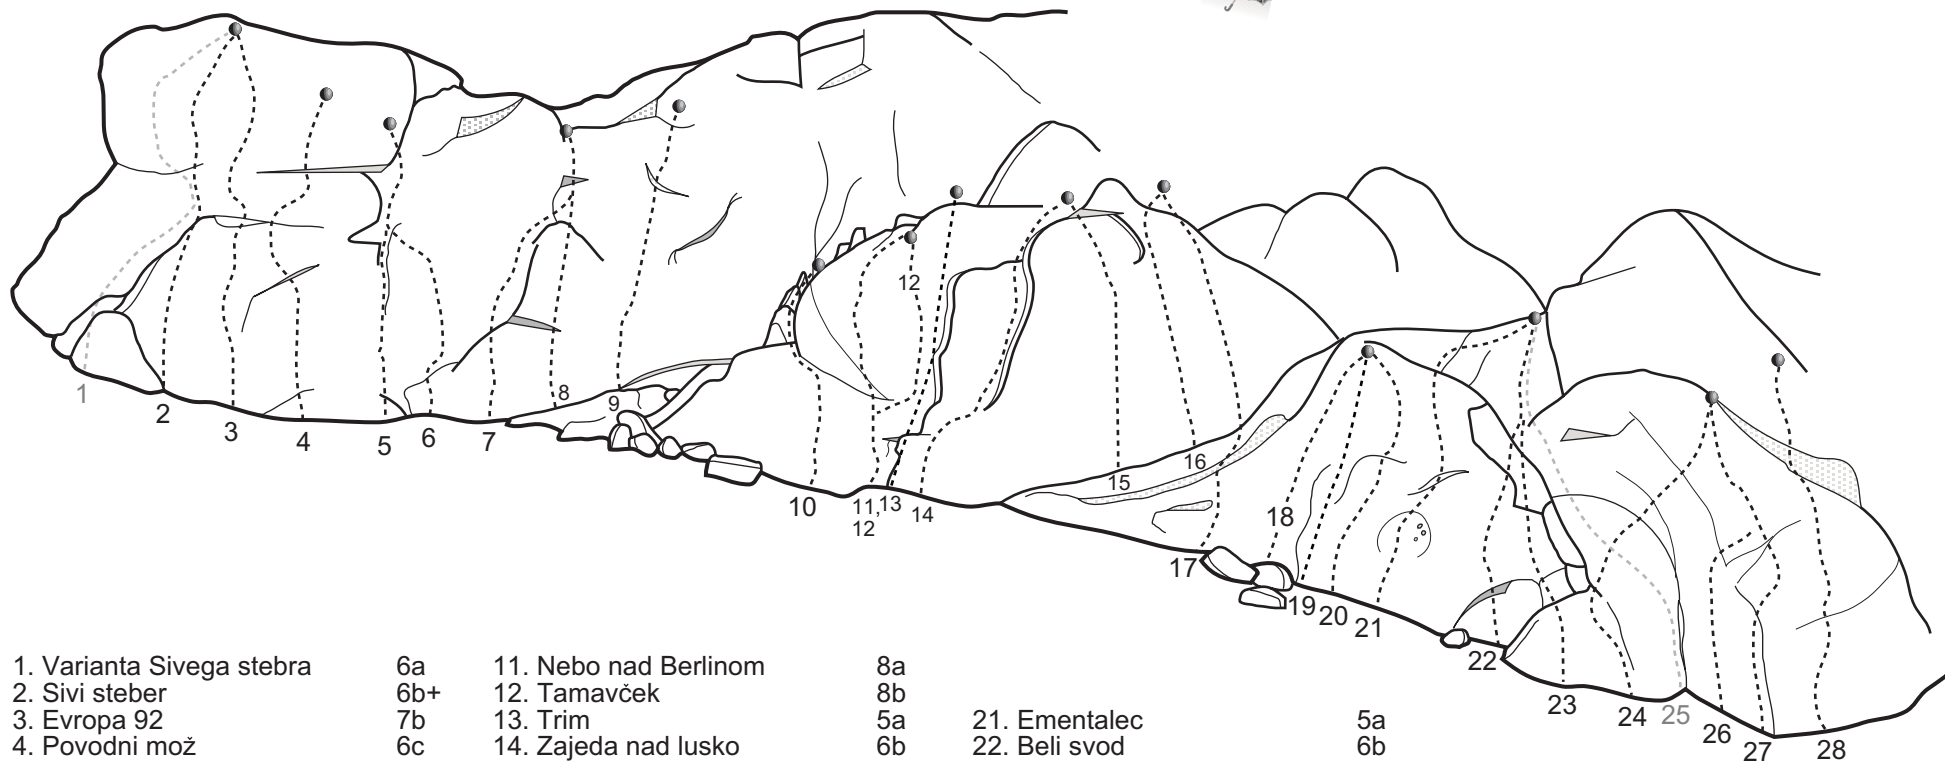 12
1
2
3
4
5
6
7
8
9
10
11,
12
13
14
15
16
17
18
19
20
21
22
23
24
25
26
27
28
1. Varianta Sivega stebra 6a
2. Sivi steber 6b+
3. Evropa 92 7b
4. Povodni mož 6c
11. Nebo nad Berlinom 8a
12. Tamavček 8b
13. Trim 5a
14. Zajeda nad lusko 6b
21. Ementalec 5a
22. Beli svod 6b